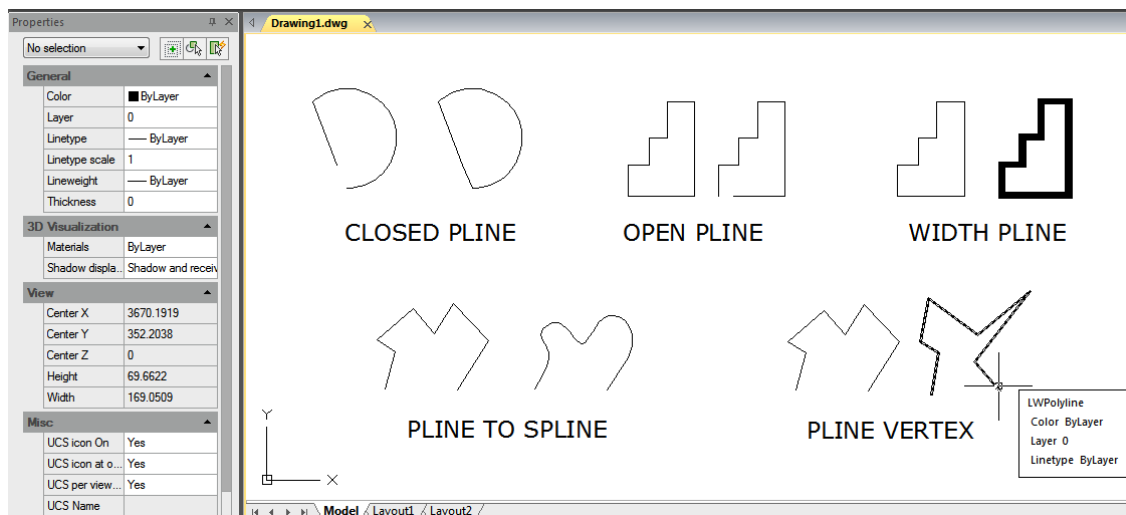 Properties
No selection
General
Color ByLayer
Layer 0
Linetype ByLayer
Linetype scale 1
Lineweight ByLayer
Thickness 0
3D Visualization
Materials ByLayer
Shadow displa.. Shadow and receiv
View
Center X 3670.1919
Center Y 352.2038
Center Z 0
Height 69.6622
Width 169.0509
Misc
UCS icon On Yes
UCS icon at o... Yes
UCS per view... Yes
UCS Name
Drawing1.dwg
CLOSED PLINE
OPEN PLINE
WIDTH PLINE
PLINE TO SPLINE
PLINE VERTEX
LWPolyline
Color ByLayer
Layer 0
Linetype ByLayer
Y
X
Model Layout1 Layout2